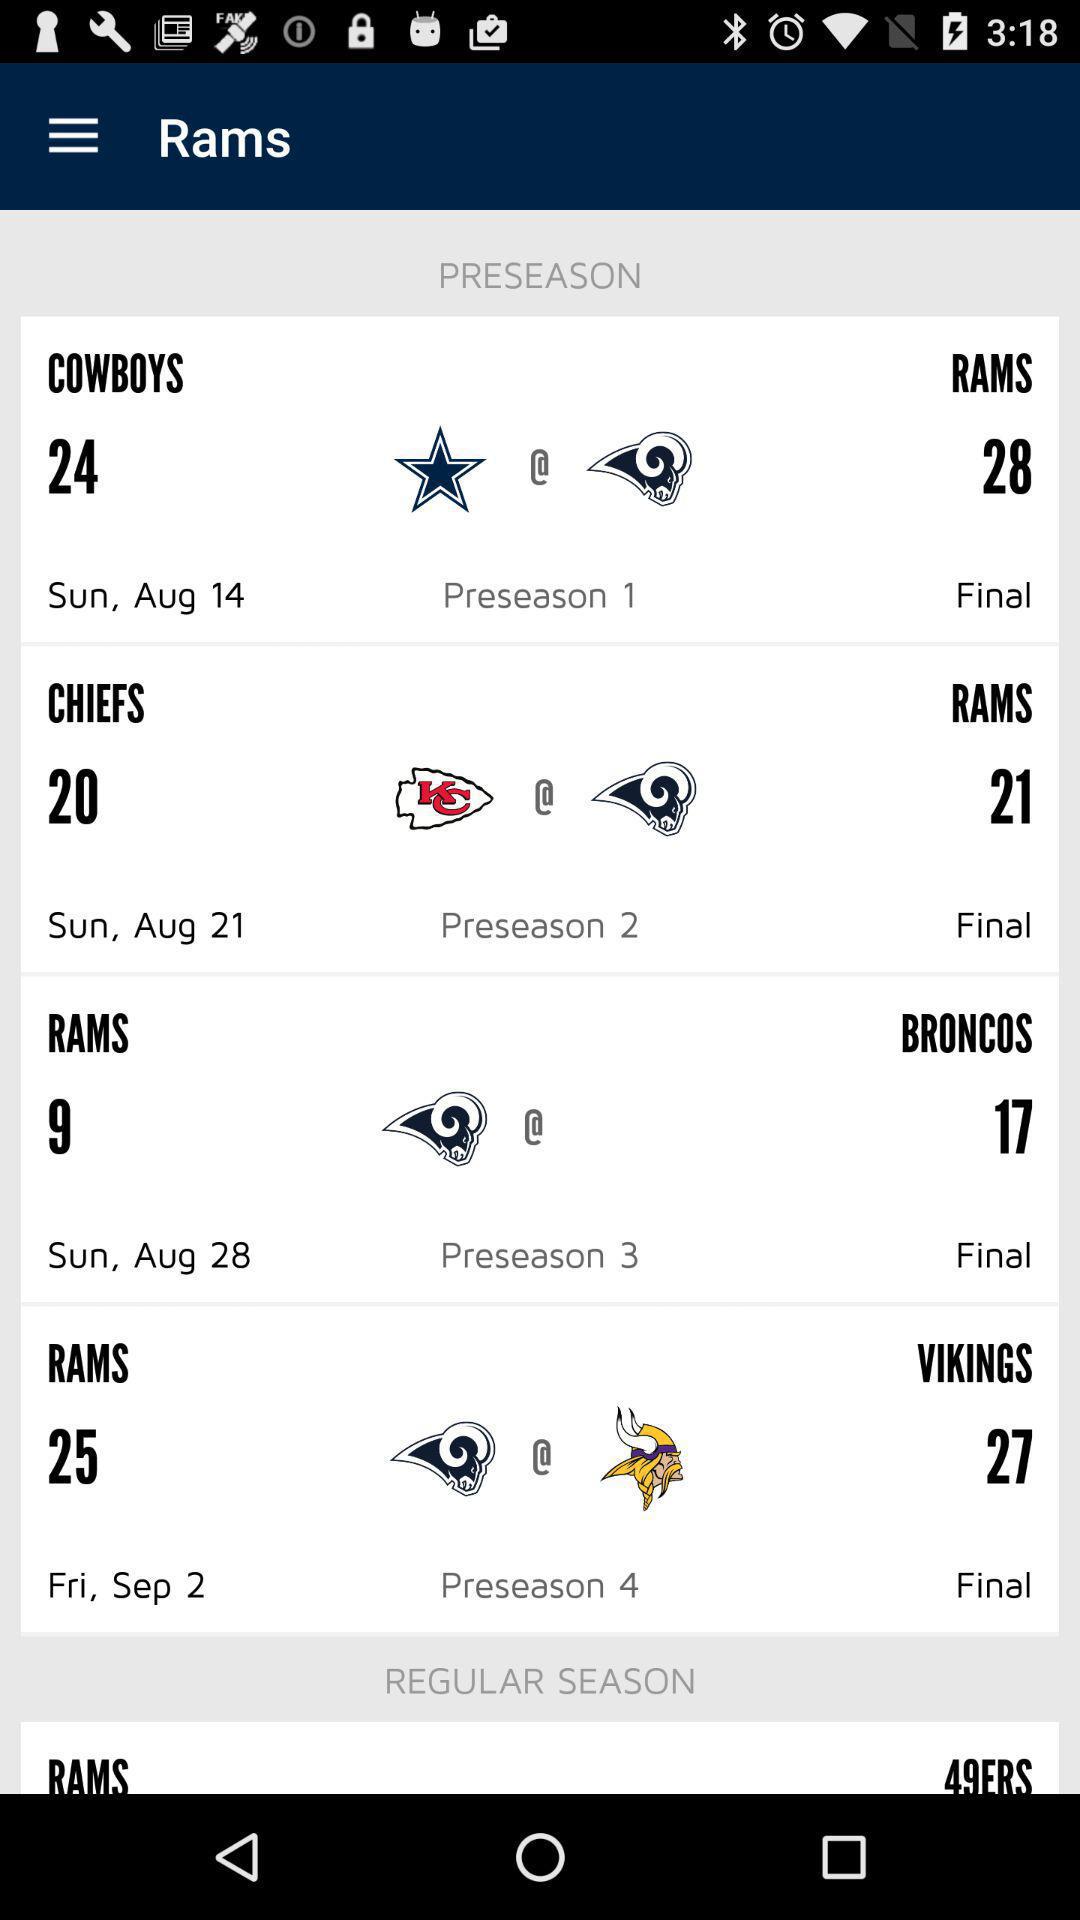 FAKE
3:18
Rams
PRESEASON
COWBOYS RAMS
24 @ 28
Sun, Aug 14 Preseason 1 Final
CHIEFS RAMS
20 KC @ 21
Sun, Aug 21 Preseason 2 Final
RAMS BRONCOS
9 @ 17
Sun, Aug 28 Preseason 3 Final
RAMS VIKINGS
25 @ 27
Fri, Sep 2 Preseason 4 Final
REGULAR SEASON
RAMS 49ERS